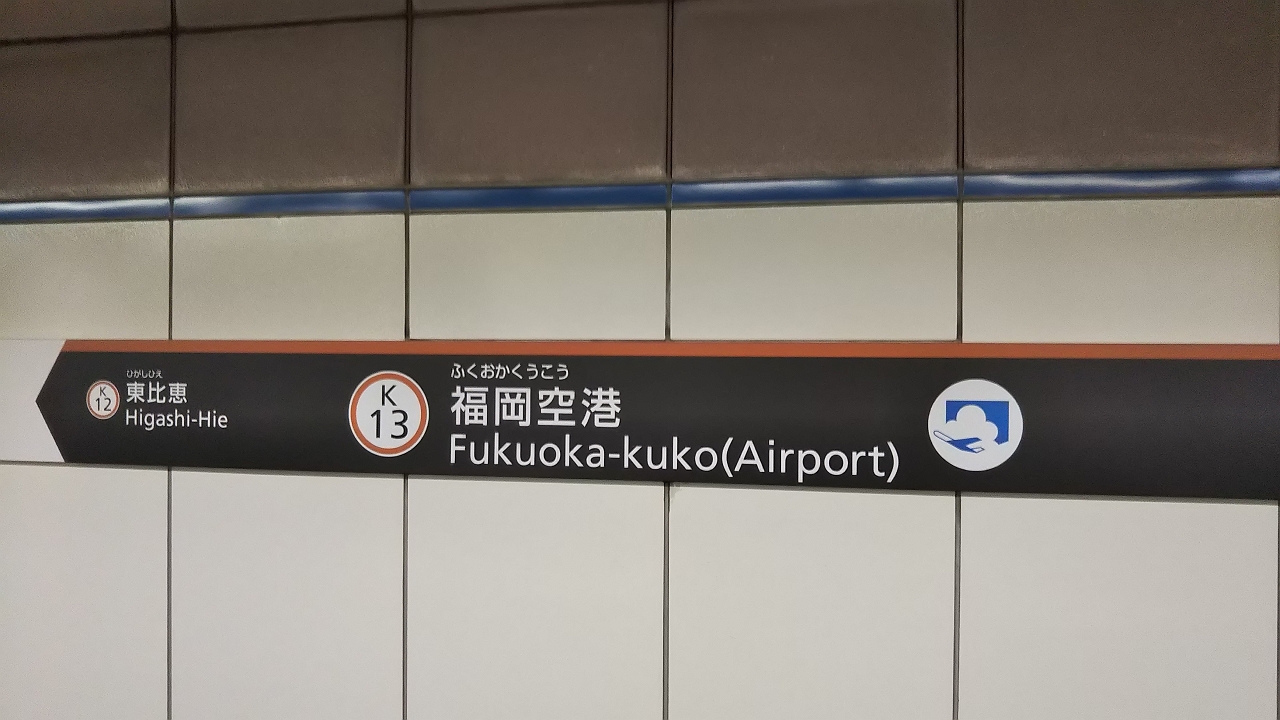 K
12
ひがしひえ
東比恵
Higashi-Hie
K
13
ふくおかくうこう
福岡空港
Fukuoka-kuko(Airport)